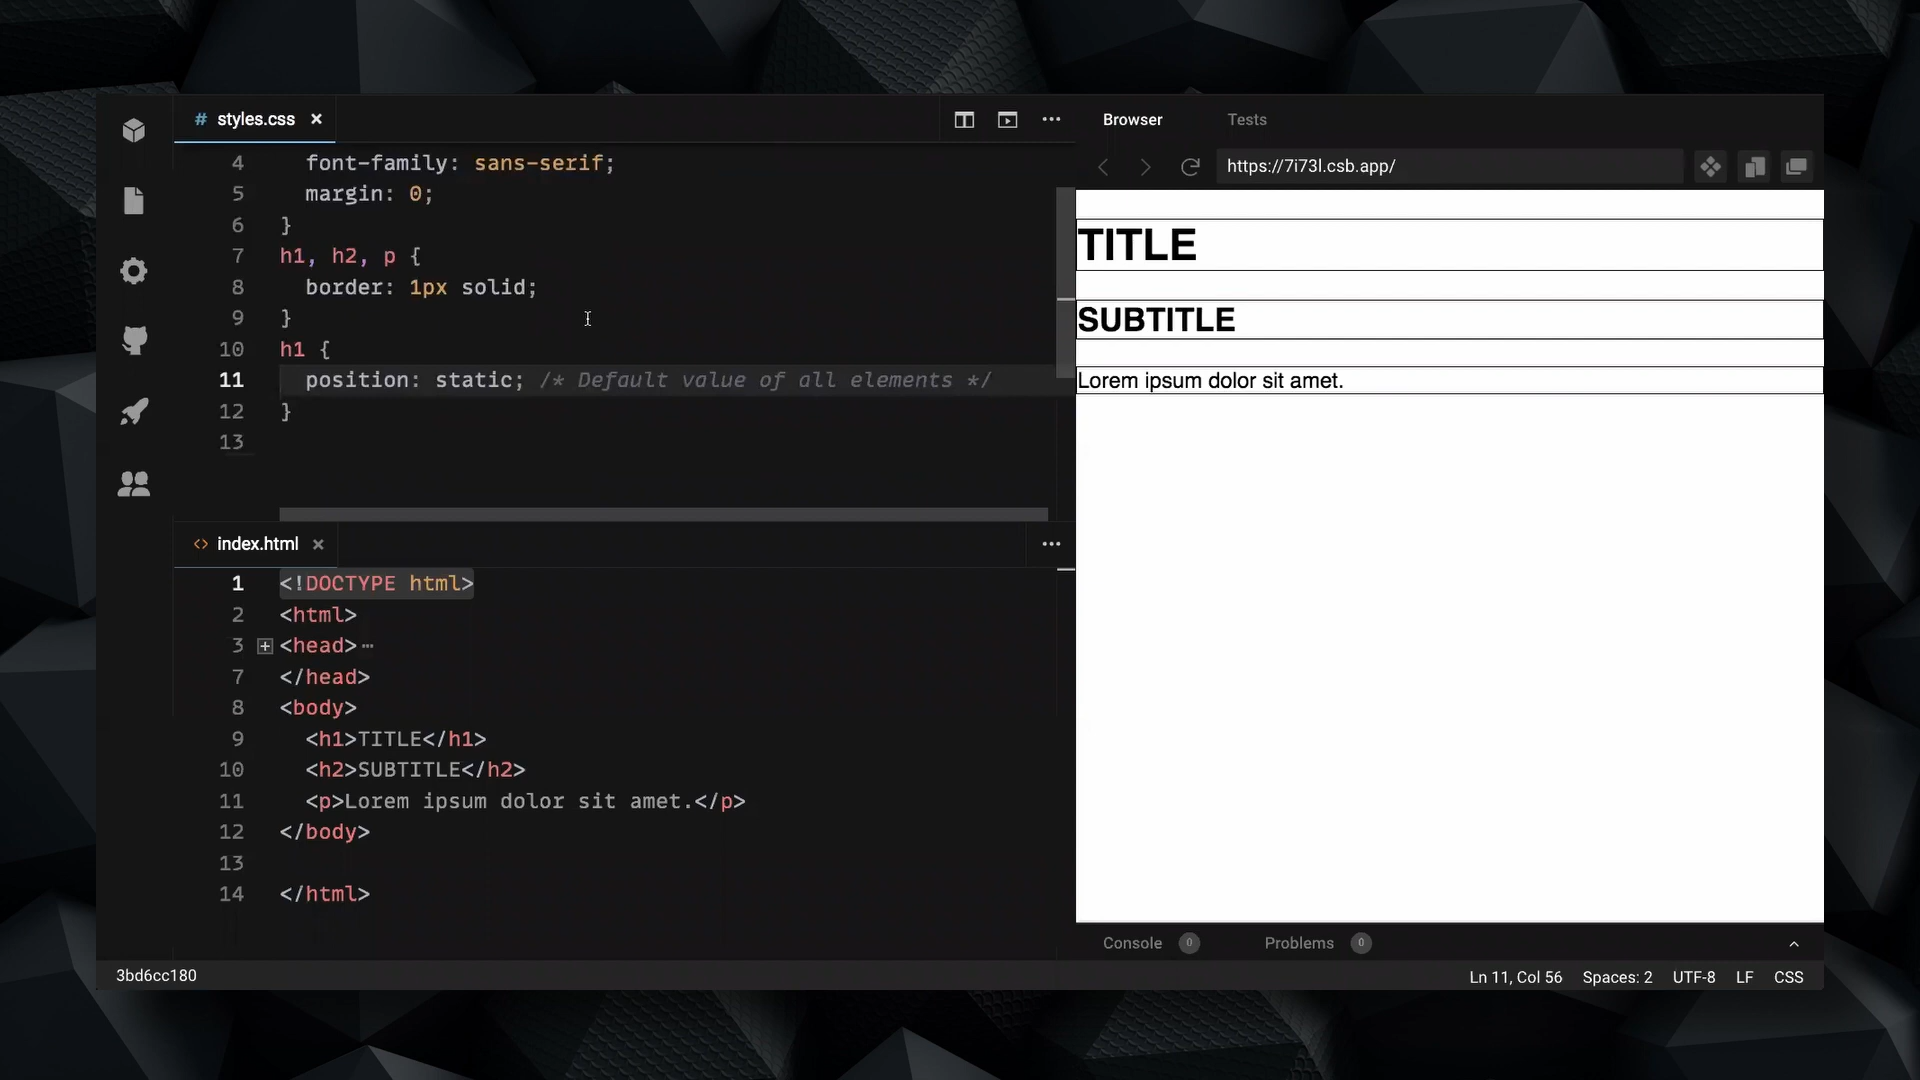 # styles.css ×
4 font-family: sans-serif;
5 margin: 0;
6 }
7 h1, h2, p {
8 border: 1px solid;
9 }
10 h1 {
11 position: static; /* Default value of all elements */
12 }
13
<> index.html ×
1 <!DOCTYPE html>
2 <html>
3 <head>
7 </head>
8 <body>
9 <h1>TITLE</h1>
10 <h2>SUBTITLE</h2>
11 <p>Lorem ipsum dolor sit amet.</p>
12 </body>
13
14 </html>
Browser Tests
https://7i73l.csb.app/
TITLE
SUBTITLE
Lorem ipsum dolor sit amet.
Console 0 Problems 0
3bd6cc180 Ln 11, Col 56 Spaces: 2 UTF-8 LF CSS